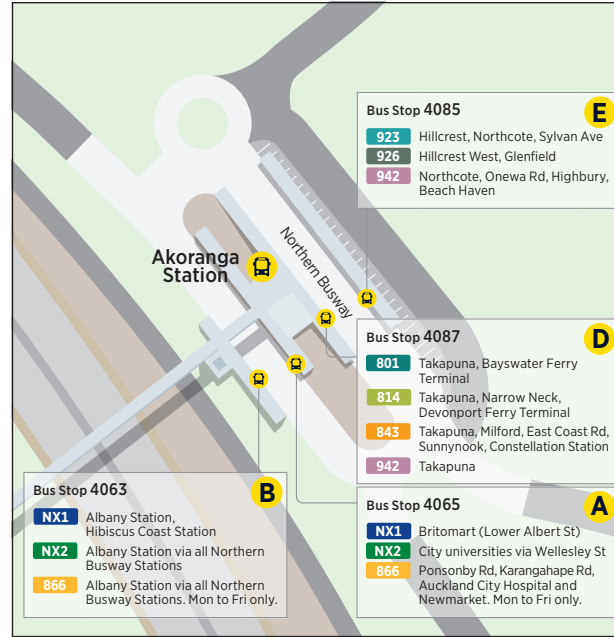 Bus Stop 4085
E
923 Hillcrest, Northcote, Sylvan Ave
926 Hillcrest West, Glenfield
942 Northcote, Onewa Rd, Highbury,
Beach Haven
Akoranga
Station
Northern Busway
Bus Stop 4087
D
801 Takapuna, Bayswater Ferry
Terminal
814 Takapuna, Narrow Neck,
Devonport Ferry Terminal
843 Takapuna, Milford, East Coast Rd,
Sunnynook, Constellation Station
942 Takapuna
Bus Stop 4063
B
NX1 Albany Station,
Hibiscus Coast Station
NX2 Albany Station via all Northern
Busway Stations
866 Albany Station via all Northern
Busway Stations. Mon to Fri only.
Bus Stop 4065
A
NX1 Britomart (Lower Albert St)
NX2 City universities via Wellesley St
866 Ponsonby Rd, Karangahape Rd,
Auckland City Hospital and
Newmarket. Mon to Fri only.